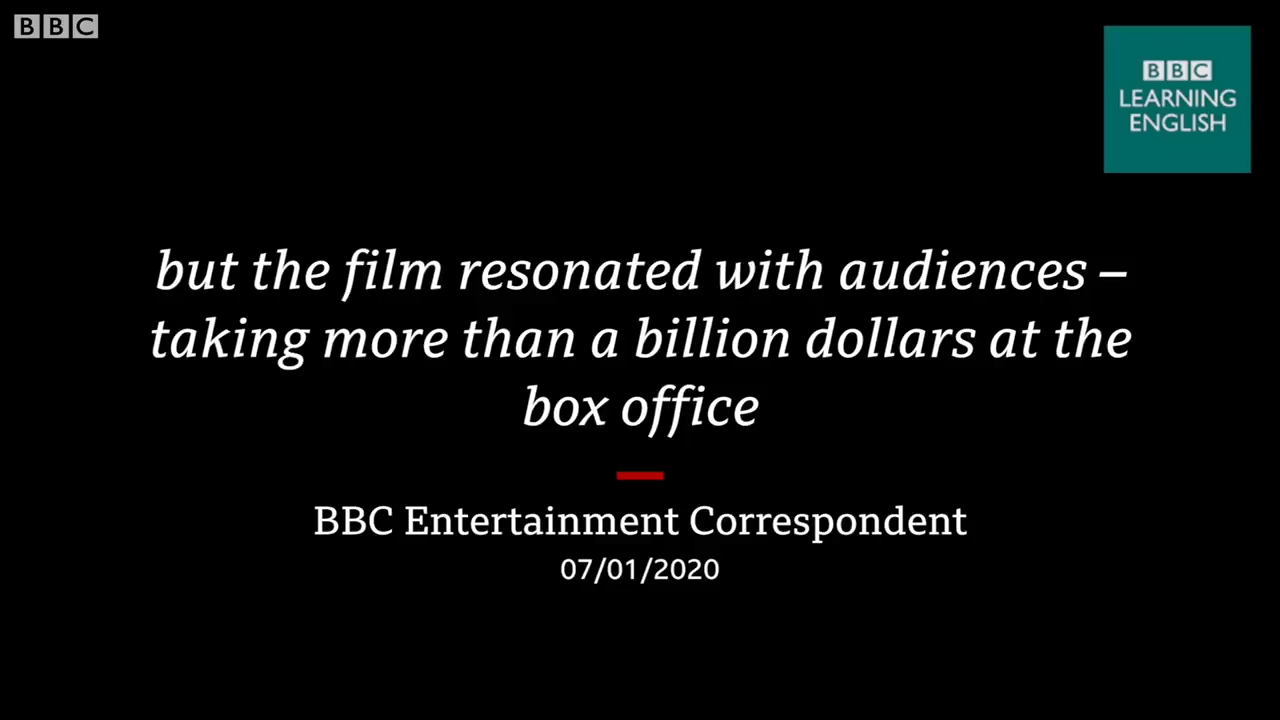 BBC
BBC
LEARNING
ENGLISH
but the film resonated with audiences –
taking more than a billion dollars at the
box office
BBC Entertainment Correspondent
07/01/2020